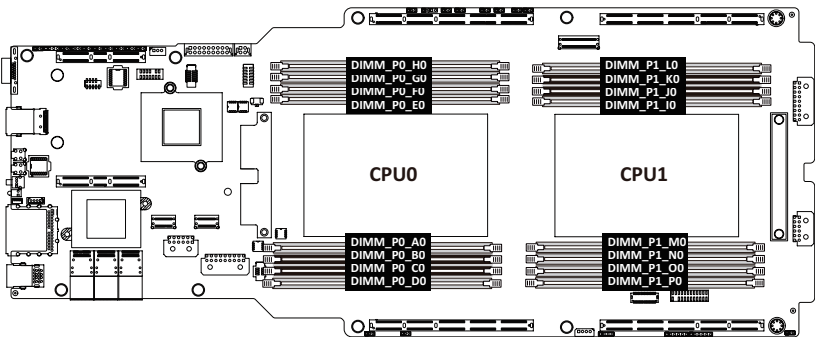 DIMM_P0_H0
DIMM_P0_G0
DIMM_P0_F0
DIMM_P0_E0
DIMM_P1_L0
DIMM_P1_K0
DIMM_P1_J0
DIMM_P1_I0
CPU0
CPU1
DIMM_P0_A0
DIMM_P0_B0
DIMM_P0_C0
DIMM_P0_D0
DIMM_P1_M0
DIMM_P1_N0
DIMM_P1_O0
DIMM_P1_P0